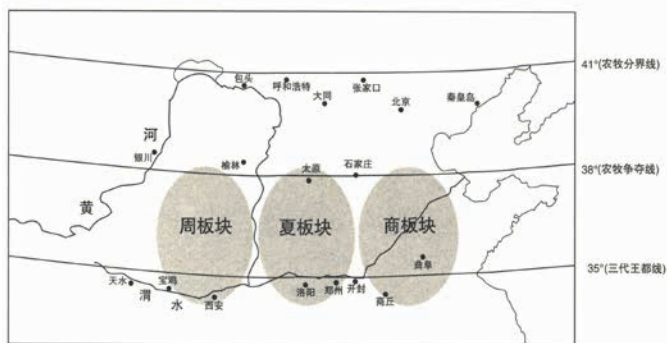 41°(农牧分界线)
包头
呼和浩特
张家口
大同
北京
秦皇岛
河
银川
榆林
太原
石家庄
38°(农牧争夺线)
黄
周板块
夏板块
商板块
曲阜
35°(三代王都线)
天水
宝鸡
渭水
西安
洛阳
郑州
开封
商丘